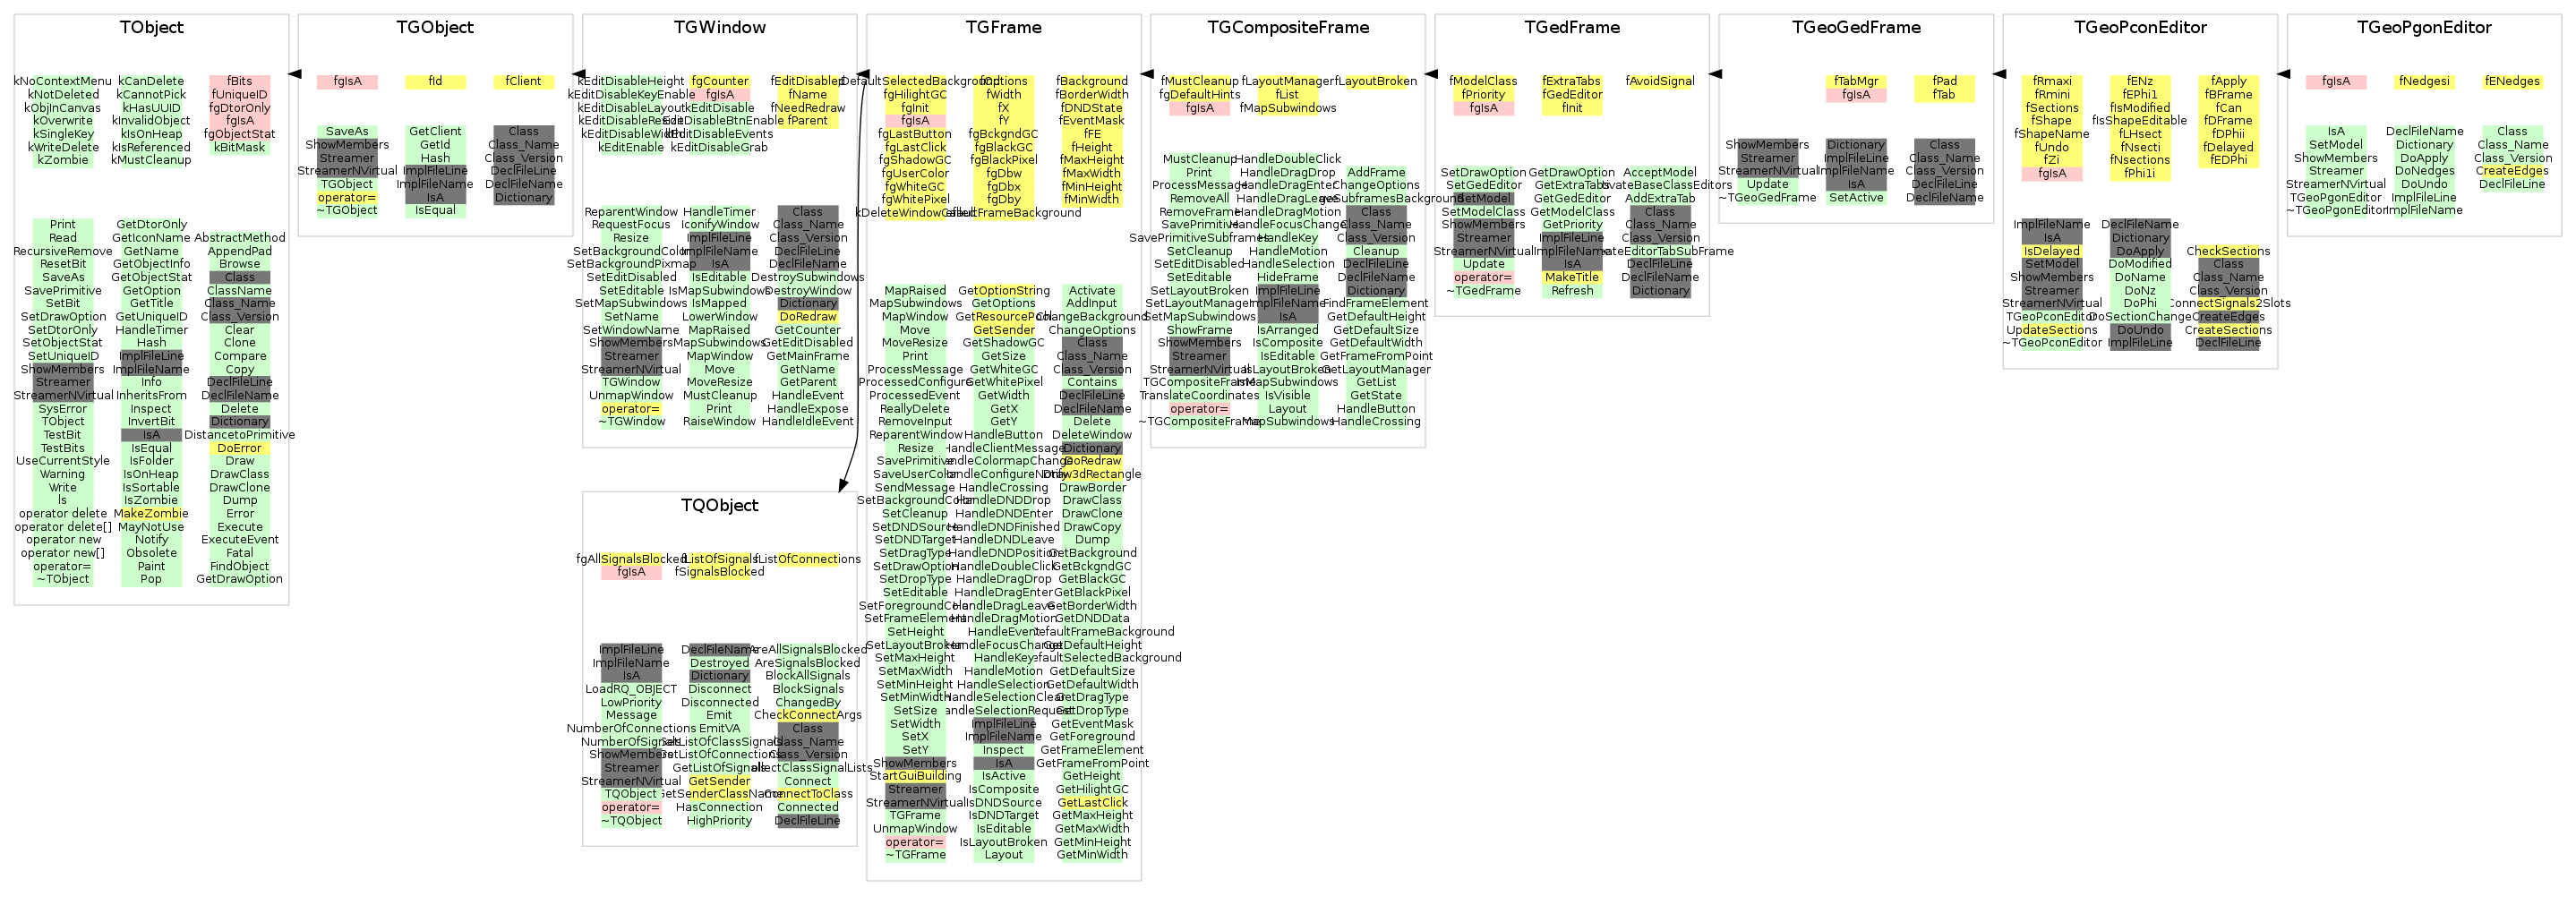 TObject
kNoContextMenu kCanDelete fBits
kNotDeleted kCannotPick fUniqueID
kObjInCanvas kHasUUID fgDtorOnly
kOverwrite kInvalidObject fgIsA
kSingleKey kIsOnHeap fgObjectStat
kWriteDelete kIsReferenced kBitMask
kZombie kMustCleanup
Print GetDtorOnly
Read GetIconName AbstractMethod
RecursiveRemove GetName AppendPad
ResetBit GetObjectInfo Browse
SaveAs GetObjectStat Class
SavePrimitive GetOption ClassName
SetBit GetTitle Class_Name
SetDrawOption GetUniqueID Class_Version
SetDtorOnly HandleTimer Clear
SetObjectStat Hash Clone
SetUniqueID ImplFileLine Compare
ShowMembers ImplFileName Copy
Streamer Info DeclFileLine
StreamerNVirtual InheritsFrom DeclFileName
SysError Inspect Delete
TObject InvertBit Dictionary
TestBit IsA DistancetoPrimitive
TestBits IsEqual DoError
UseCurrentStyle IsFolder Draw
Warning IsOnHeap DrawClass
Write IsSortable DrawClone
ls IsZombie Dump
operator delete MakeZombie Error
operator delete[] MayNotUse Execute
operator new Notify ExecuteEvent
operator new[] Obsolete Fatal
operator= Paint FindObject
~TObject Pop GetDrawOption
TGObject
fgIsA fId fClient
SaveAs GetClient Class
ShowMembers GetId Class_Name
Streamer Hash Class_Version
StreamerNVirtual ImplFileLine DeclFileLine
TGObject ImplFileName DeclFileName
operator= IsA Dictionary
~TGObject IsEqual
TGWindow
kEditDisableHeight fgCounter fEditDisabled
kEditDisableKeyEnable fgIsA fName
kEditDisableLayout kEditDisable fNeedRedraw
kEditDisableResize kEditDisableBtnEnable fParent
kEditDisableWidth kEditDisableEvents
kEditEnable kEditDisableGrab
ReparentWindow HandleTimer Class
RequestFocus IconifyWindow Class_Name
Resize ImplFileLine Class_Version
SetBackgroundColor ImplFileName DeclFileLine
SetBackgroundPixmap IsA DeclFileName
SetEditDisabled IsEditable DestroySubwindows
SetEditable IsMapSubwindows DestroyWindow
SetMapSubwindows IsMapped Dictionary
SetName LowerWindow DoRedraw
SetWindowName MapRaised GetCounter
ShowMembers MapSubwindows GetEditDisabled
Streamer MapWindow GetMainFrame
StreamerNVirtual Move GetName
TGWindow MoveResize GetParent
UnmapWindow MustCleanup HandleEvent
operator= Print HandleExpose
~TGWindow RaiseWindow HandleIdleEvent
TQObject
fgAllSignalsBlocked fListOfSignals fListOfConnections
fgIsA fSignalsBlocked
ImplFileLine DeclFileName AreAllSignalsBlocked
ImplFileName Destroyed AreSignalsBlocked
IsA Dictionary BlockAllSignals
LoadRQ_OBJECT Disconnect BlockSignals
LowPriority Disconnected ChangedBy
Message Emit CheckConnectArgs
NumberOfConnections EmitVA Class
NumberOfSignals GetListOfClassSignals Class_Name
ShowMembers GetListOfConnections Class_Version
Streamer GetListOfSignals CollectClassSignalLists
StreamerNVirtual GetSender Connect
TQObject GetSenderClassName ConnectToClass
operator= HasConnection Connected
~TQObject HighPriority DeclFileLine
TGFrame
fOptions fBackground
fgHilightGC fWidth fBorderWidth
fgInit fX fDNDState
fgIsA fY fEventMask
fgLastButton fgBckgndGC fFE
fgLastClick fgBlackGC fHeight
fgShadowGC fgBlackPixel fMaxHeight
fgUserColor fgDbw fMaxWidth
fgWhiteGC fgDbx fMinHeight
fgWhitePixel fgDby fMinWidth
MapRaised GetOptionString Activate
MapSubwindows GetOptions AddInput
MapWindow GetResourcePool ChangeBackground
Move GetSender ChangeOptions
MoveResize GetShadowGC Class
Print GetSize Class_Name
ProcessMessage GetWhiteGC Class_Version
ProcessedConfigure GetWhitePixel Contains
ProcessedEvent GetWidth DeclFileLine
ReallyDelete GetX DeclFileName
RemoveInput GetY Delete
ReparentWindow HandleButton DeleteWindow
Resize HandleClientMessage Dictionary
SavePrimitive HandleColormapChange DoRedraw
SaveUserColor HandleConfigureNotify Draw3dRectangle
SendMessage HandleCrossing DrawBorder
SetBackgroundColor HandleDNDDrop DrawClass
SetCleanup HandleDNDEnter DrawClone
SetDNDSource HandleDNDFinished DrawCopy
SetDNDTarget HandleDNDLeave Dump
SetDragType HandleDNDPosition GetBackground
SetDrawOption HandleDoubleClick GetBckgndGC
SetDropType HandleDragDrop GetBlackGC
SetEditable HandleDragEnter GetBlackPixel
SetForegroundColor HandleDragLeave GetBorderWidth
SetFrameElement HandleDragMotion GetDNDData
SetHeight HandleEvent GetDefaultFrameBackground
SetLayoutBroken HandleFocusChange GetDefaultHeight
SetMaxHeight HandleKey GetDefaultSelectedBackground
SetMaxWidth HandleMotion GetDefaultSize
SetMinHeight HandleSelection GetDefaultWidth
SetMinWidth HandleSelectionClear GetDragType
SetSize HandleSelectionRequest GetDropType
SetWidth ImplFileLine GetEventMask
SetX ImplFileName GetForeground
SetY Inspect GetFrameElement
ShowMembers IsA GetFrameFromPoint
StartGuiBuilding IsActive GetHeight
Streamer IsComposite GetHilightGC
StreamerNVirtual IsDNDSource GetLastClick
TGFrame IsDNDTarget GetMaxHeight
UnmapWindow IsEditable GetMaxWidth
operator= IsLayoutBroken GetMinHeight
~TGFrame Layout GetMinWidth
TGCompositeFrame
fMustCleanup fLayoutManager fLayoutBroken
fgDefaultHints fList
fgIsA fMapSubwindows
MustCleanup HandleDoubleClick
Print HandleDragDrop AddFrame
ProcessMessage HandleDragEnter ChangeOptions
RemoveAll HandleDragLeave ChangeSubframesBackground
RemoveFrame HandleDragMotion Class
SavePrimitive HandleFocusChange Class_Name
SavePrimitiveSubframes HandleKey Class_Version
SetCleanup HandleMotion Cleanup
SetEditDisabled HandleSelection DeclFileLine
SetEditable HideFrame DeclFileName
SetLayoutBroken ImplFileLine Dictionary
SetLayoutManager ImplFileName FindFrameElement
SetMapSubwindows IsA GetDefaultHeight
ShowFrame IsArranged GetDefaultSize
ShowMembers IsComposite GetDefaultWidth
Streamer IsEditable GetFrameFromPoint
StreamerNVirtual IsLayoutBroken GetLayoutManager
TGCompositeFrame IsMapSubwindows GetList
TranslateCoordinates IsVisible GetState
operator= Layout HandleButton
~TGCompositeFrame MapSubwindows HandleCrossing
TGedFrame
fModelClass fExtraTabs fAvoidSignal
fPriority fGedEditor
fgIsA fInit
SetDrawOption GetDrawOption AcceptModel
SetGedEditor GetExtraTabs ActivateBaseClassEditors
SetModel GetGedEditor AddExtraTab
SetModelClass GetModelClass Class
ShowMembers GetPriority Class_Name
Streamer ImplFileLine Class_Version
StreamerNVirtual ImplFileName CreateEditorTabSubFrame
Update IsA DeclFileLine
operator= MakeTitle DeclFileName
~TGedFrame Refresh Dictionary
TGeoGedFrame
fTabMgr fPad
fgIsA fTab
ShowMembers Dictionary Class
Streamer ImplFileLine Class_Name
StreamerNVirtual ImplFileName Class_Version
Update IsA DeclFileLine
~TGeoGedFrame SetActive DeclFileName
TGeoPconEditor
fRmaxi fENz fApply
fRmini fEPhi1 fBFrame
fSections fIsModified fCan
fShape fIsShapeEditable fDFrame
fShapeName fLHsect fDPhii
fUndo fNsecti fDelayed
fZi fNsections fEDPhi
fgIsA fPhi1i
ImplFileName DeclFileName
IsA Dictionary
IsDelayed DoApply CheckSections
SetModel DoModified Class
ShowMembers DoName Class_Name
Streamer DoNz Class_Version
StreamerNVirtual DoPhi ConnectSignals2Slots
TGeoPconEditor DoSectionChange CreateEdges
UpdateSections DoUndo CreateSections
~TGeoPconEditor ImplFileLine DeclFileLine
TGeoPgonEditor
fgIsA fNedgesi fENedges
IsA DeclFileName Class
SetModel Dictionary Class_Name
ShowMembers DoApply Class_Version
Streamer DoNedges CreateEdges
StreamerNVirtual DoUndo DeclFileLine
TGeoPgonEditor ImplFileLine
~TGeoPgonEditor ImplFileName